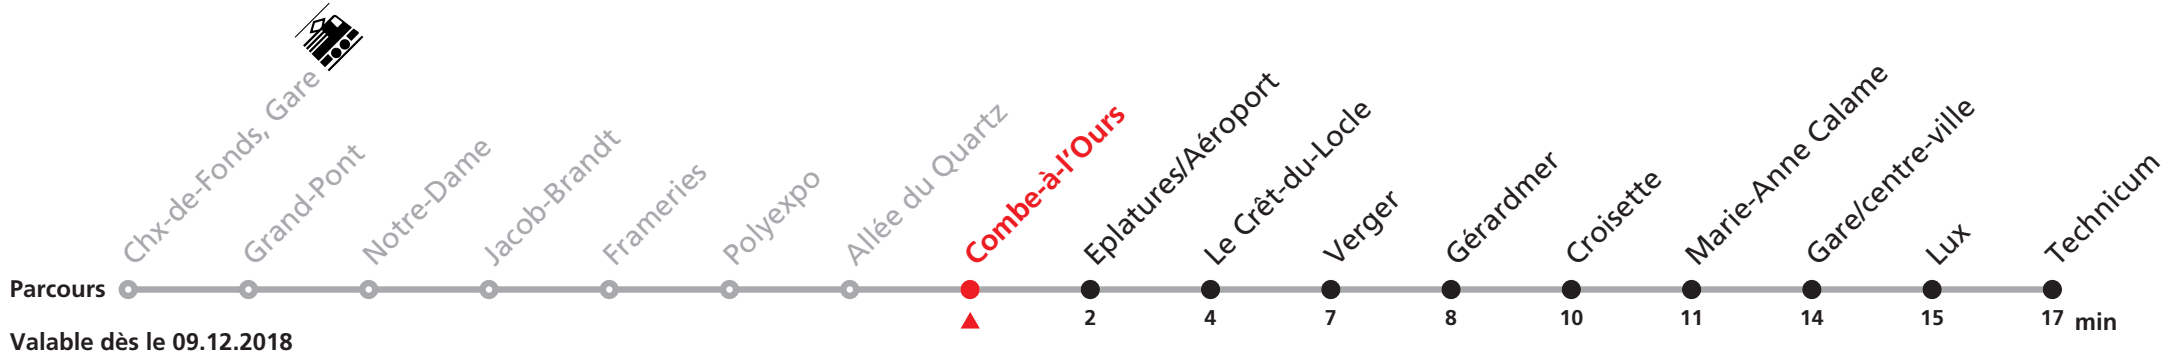 Chx-de-Fonds, Gare
Grand-Pont
Notre-Dame
Jacob-Brandt
Frameries
Polyexpo
Allée du Quartz
Combe-à-l'Ours
Eplatures/Aéroport
Le Crêt-du-Locle
Verger
Gérardmer
Croisette
Marie-Anne Calame
Gare/centre-ville
Lux
Technicum
Parcours
2 4 7 8 10 11 14 15 17 min
Valable dès le 09.12.2018